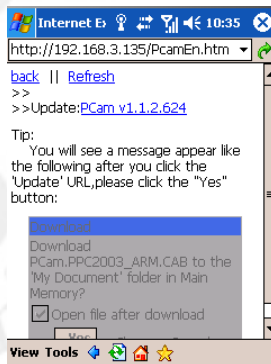 Internet E 10:35
http://192.168.3.135/PcamEn.htm
back || Refresh
>>
>>Update:PCam v1.1.2.624
Tip:
You will see a message appear like
the following after you click the
'Update' URL,please click the "Yes"
button:
Download
Download
PCam.PPC2003_ARM.CAB to the
'My Document' folder in Main
Memory?
Open file after download
Yes
View Tools